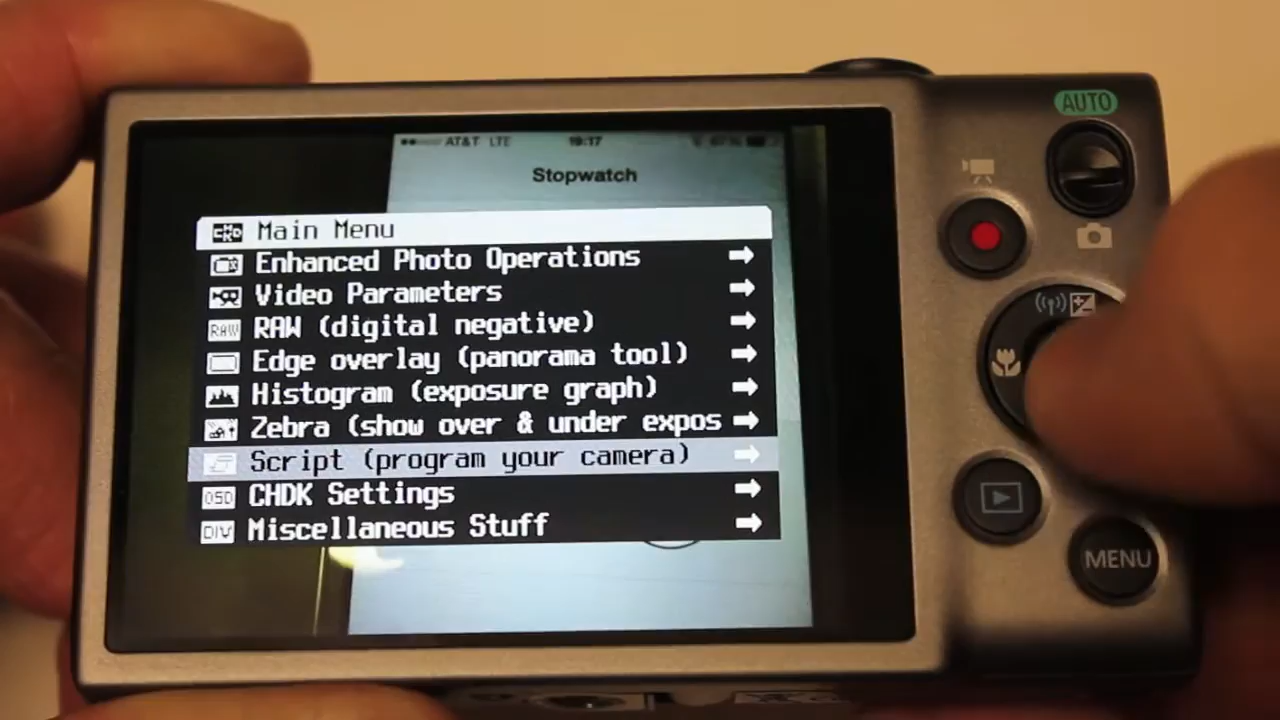 AUTO
AT&T LTE 19:17
Stopwatch
CHDK Main Menu
Enhanced Photo Operations
Video Parameters
RAW RAW (digital negative)
Edge overlay (panorama tool)
Histogram (exposure graph)
Zebra (show over & under expos
Script (program your camera)
OSD CHDK Settings
DIV Miscellaneous Stuff
MENU